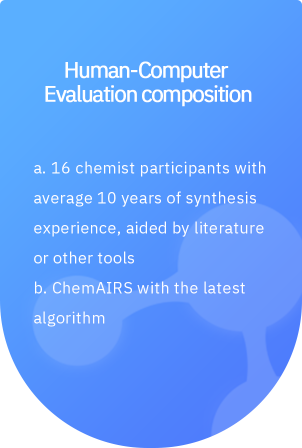 Human-Computer
Evaluation composition
a. 16 chemist participants with
average 10 years of synthesis
experience, aided by literature
or other tools
b. ChemAIRS with the latest
algorithm